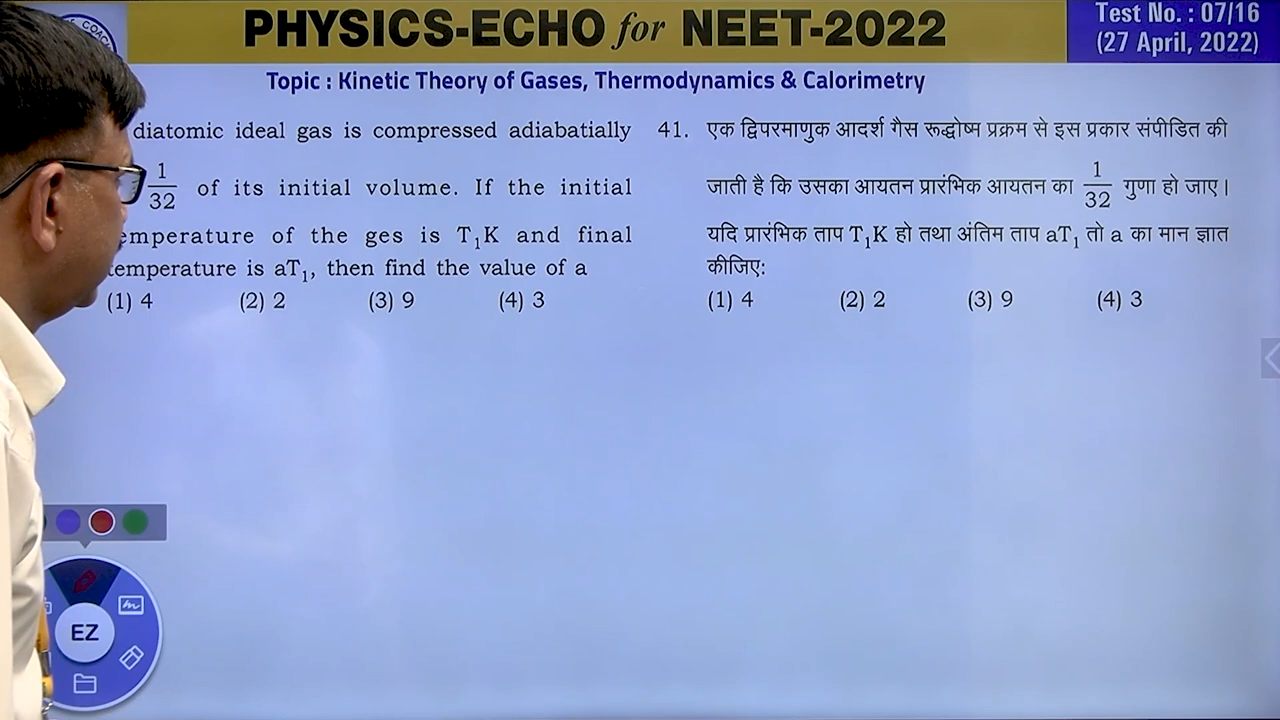 PHYSICS-ECHO for NEET-2022
Test No. : 07/16
(27 April, 2022)
Topic : Kinetic Theory of Gases, Thermodynamics & Calorimetry
diatomic ideal gas is compressed adiabatially
1/32 of its initial volume. If the initial
emperature of the ges is T₁K and final
temperature is aT₁, then find the value of a
(1) 4 (2) 2 (3) 9 (4) 3
41. एक द्विपरमाणुक आदर्श गैस रूद्धोष्म प्रक्रम से इस प्रकार संपीडित की
जाती है कि उसका आयतन प्रारंभिक आयतन का 1/32 गुणा हो जाए।
यदि प्रारंभिक ताप T₁K हो तथा अंतिम ताप aT₁ तो a का मान ज्ञात
कीजिए:
(1) 4 (2) 2 (3) 9 (4) 3
EZ